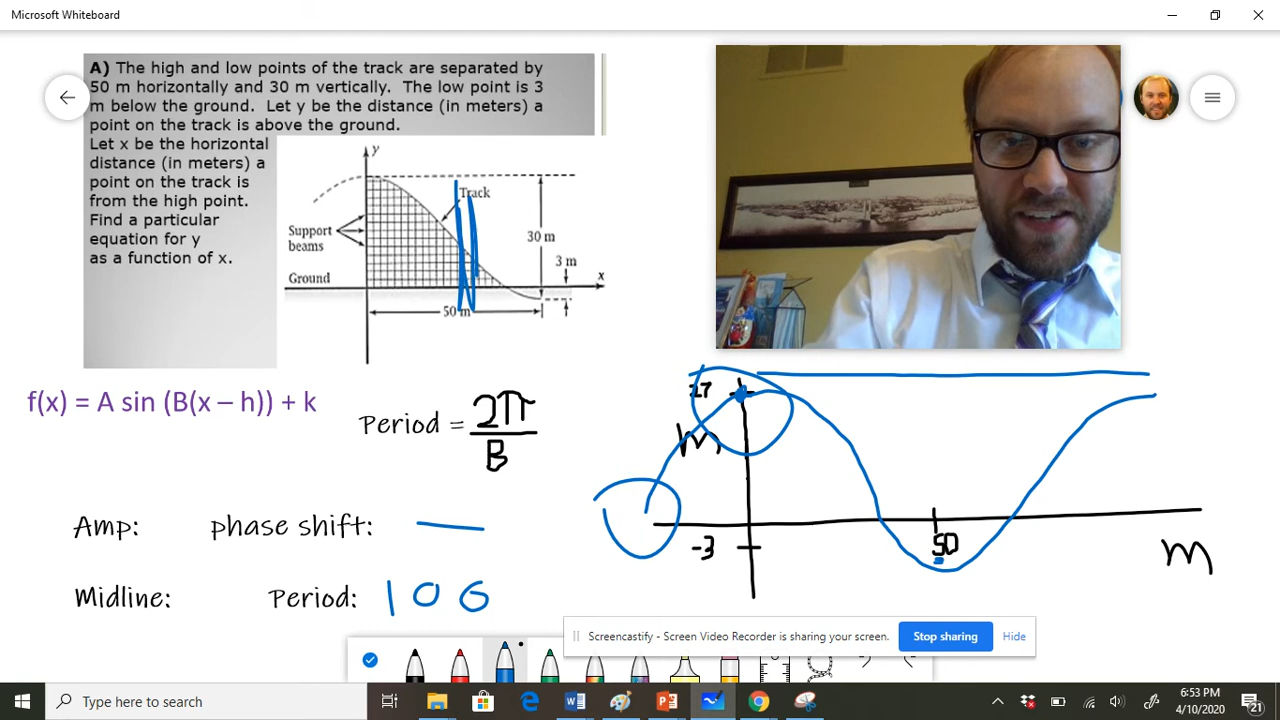 Microsoft Whiteboard
A) The high and low points of the track are separated by
50 m horizontally and 30 m vertically. The low point is 3
m below the ground. Let y be the distance (in meters) a
point on the track is above the ground.
Let x be the horizontal
distance (in meters) a
point on the track is
from the high point.
Find a particular
equation for y
as a function of x.
y
Track
Support
beams
30 m
3 m
x
Ground
50 m
f(x) = A sin (B(x – h)) + k
Period = 2π
B
27
m
-3
50
m
Amp:
phase shift:
Midline:
Period: 100
Screencastify - Screen Video Recorder is sharing your screen.
Stop sharing
Hide
Type here to search
6:53 PM
4/10/2020
21